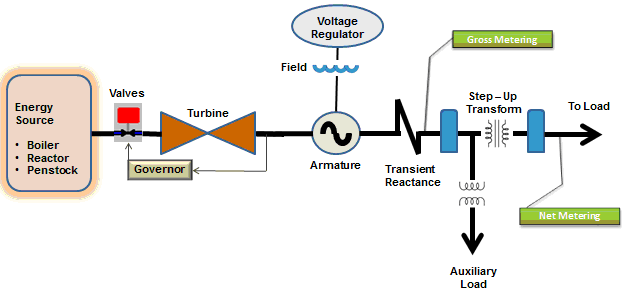 Voltage
Regulator
Gross Metering
Field
Energy
Source
• Boiler
• Reactor
• Penstock
Valves
Turbine
Governor
Armature
Transient
Reactance
Step – Up
Transform
To Load
Net Metering
Auxiliary
Load